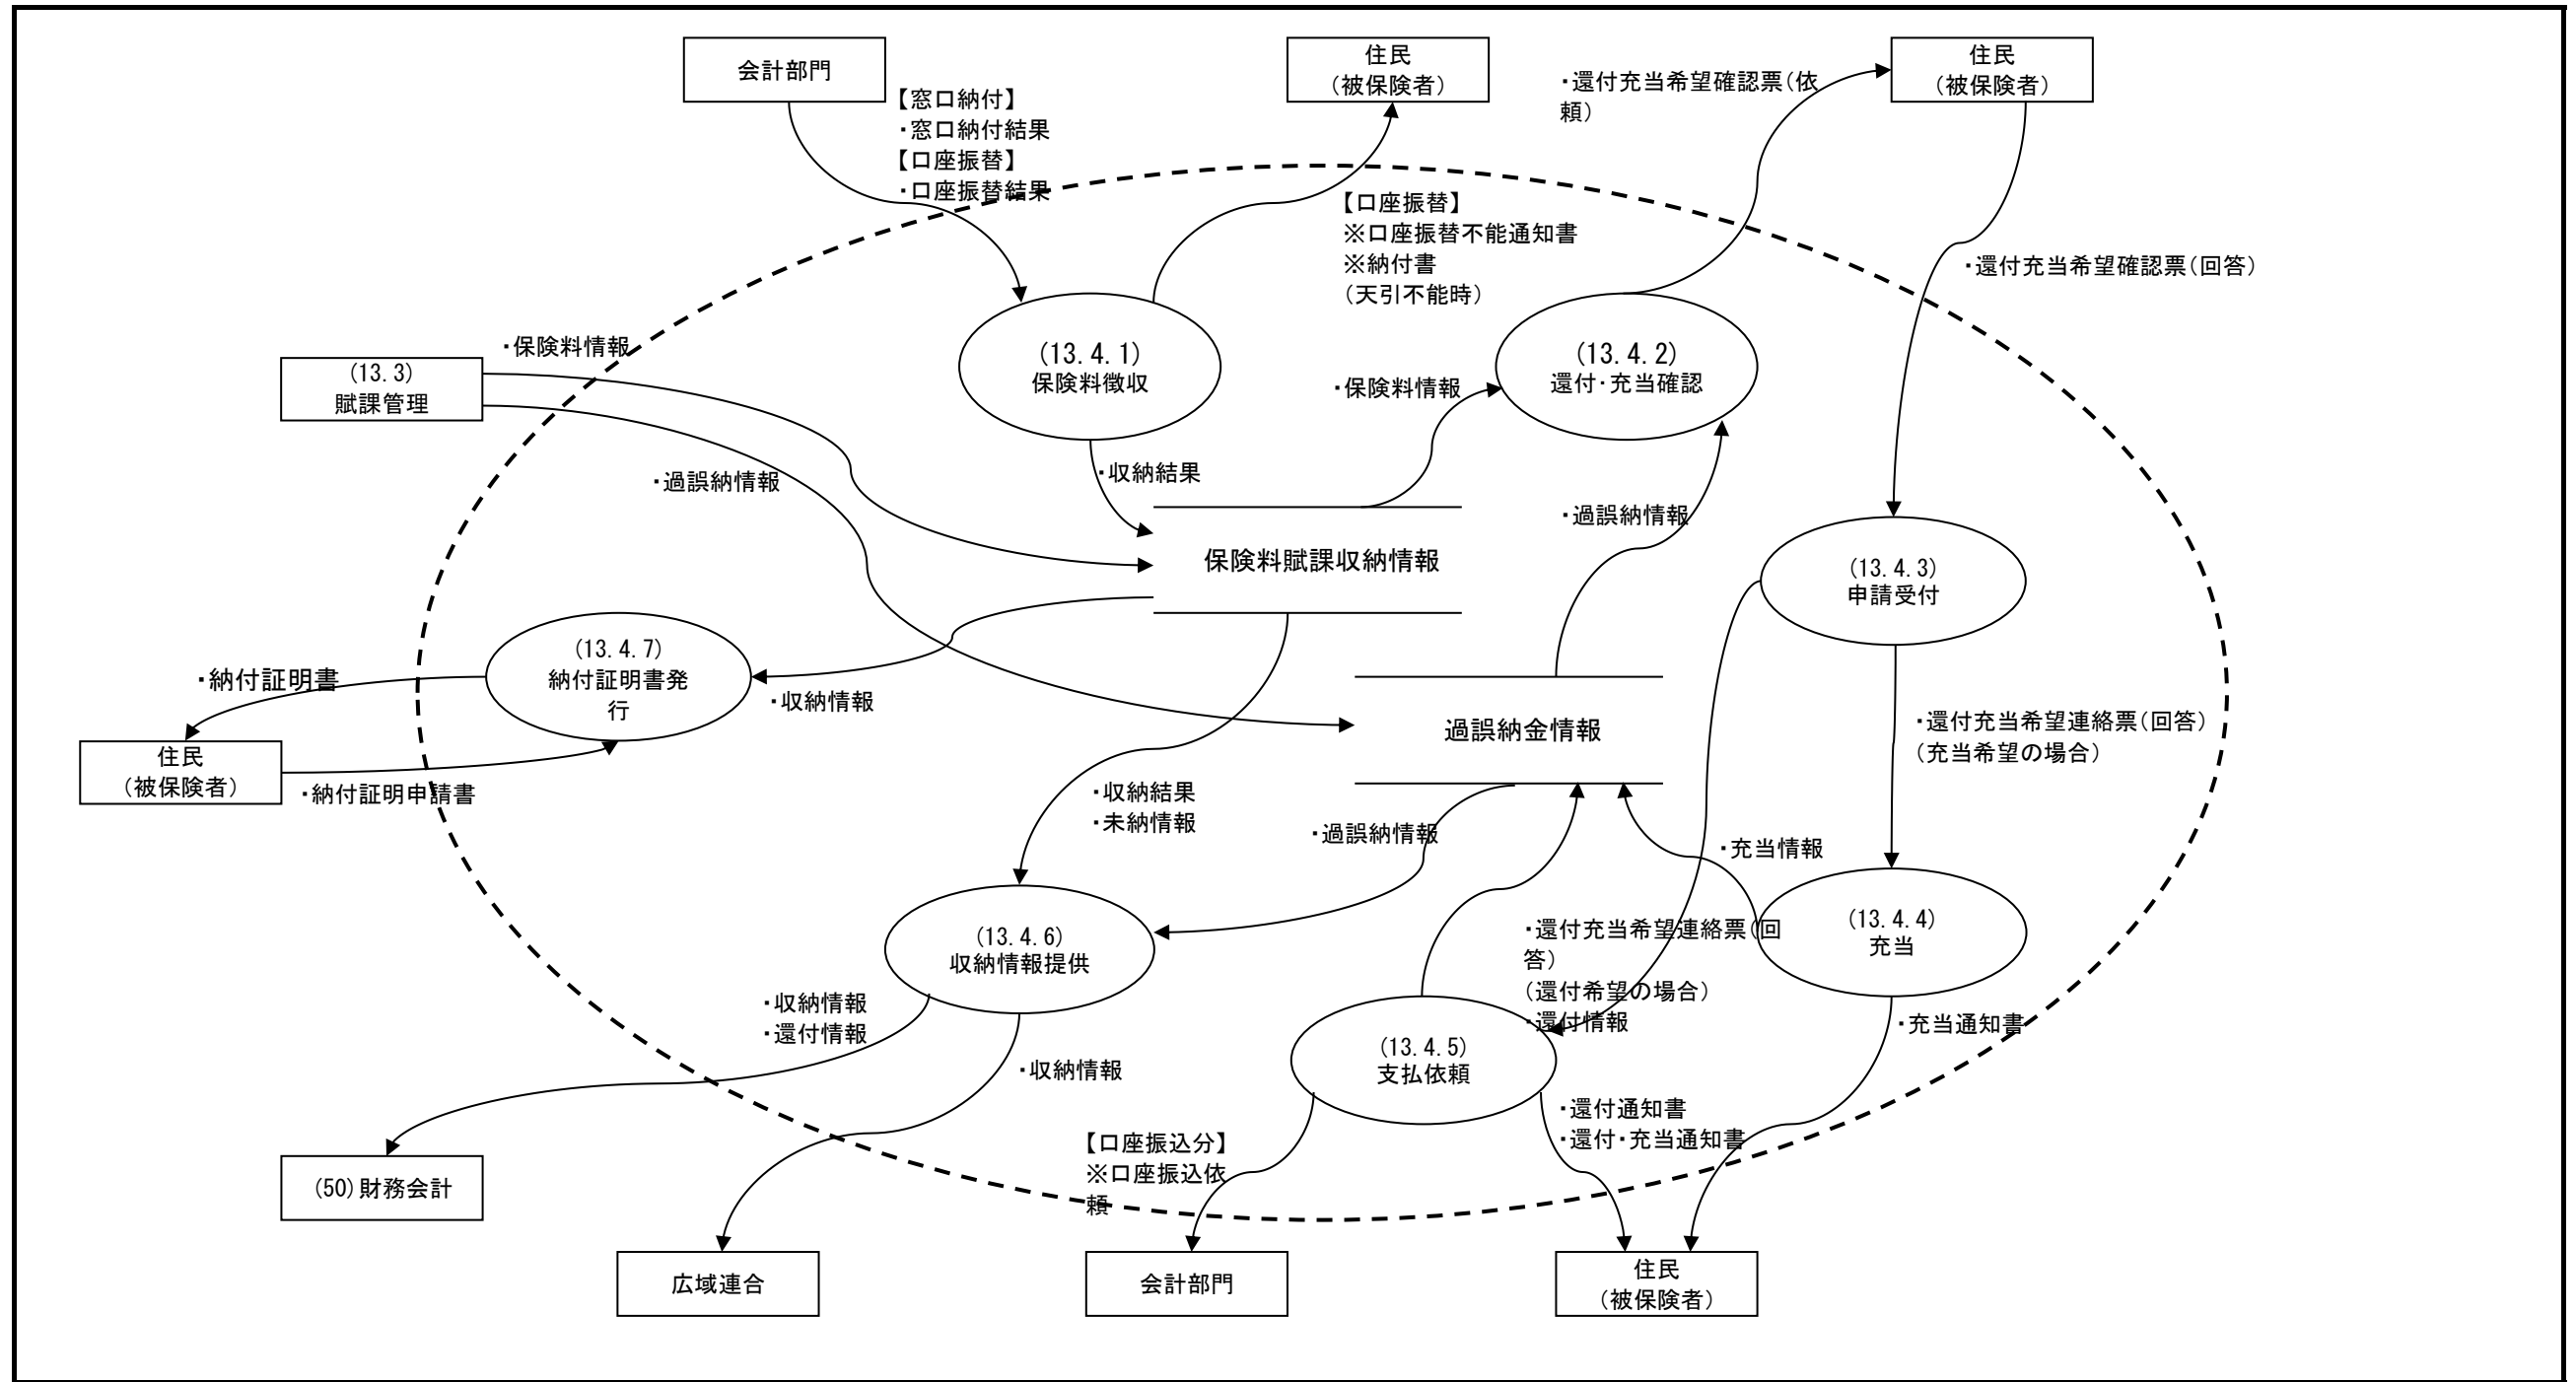 会計部門
住民
（被保険者）
住民
（被保険者）
【窓口納付】
・窓口納付結果
【口座振替】
・口座振替結果
・還付充当希望確認票（依
頼）
【口座振替】
※口座振替不能通知書
※納付書
（天引不能時）
・還付充当希望確認票（回答）
・保険料情報
(13.3)
賦課管理
(13.4.1)
保険料徴収
(13.4.2)
還付・充当確認
・保険料情報
・過誤納情報
・収納結果
・過誤納情報
保険料賦課収納情報
(13.4.3)
申請受付
(13.4.7)
納付証明書発
行
・納付証明書
・収納情報
過誤納金情報
・還付充当希望連絡票（回答）
（充当希望の場合）
住民
（被保険者）
・納付証明申請書
・収納結果
・未納情報
・過誤納情報
・充当情報
(13.4.6)
収納情報提供
・還付充当希望連絡票（回
答）
（還付希望の場合）
・還付情報
(13.4.4)
充当
・収納情報
・還付情報
・収納情報
(13.4.5)
支払依頼
・充当通知書
・還付通知書
・還付・充当通知書
【口座振込分】
※口座振込依
頼
(50)財務会計
広域連合
会計部門
住民
（被保険者）